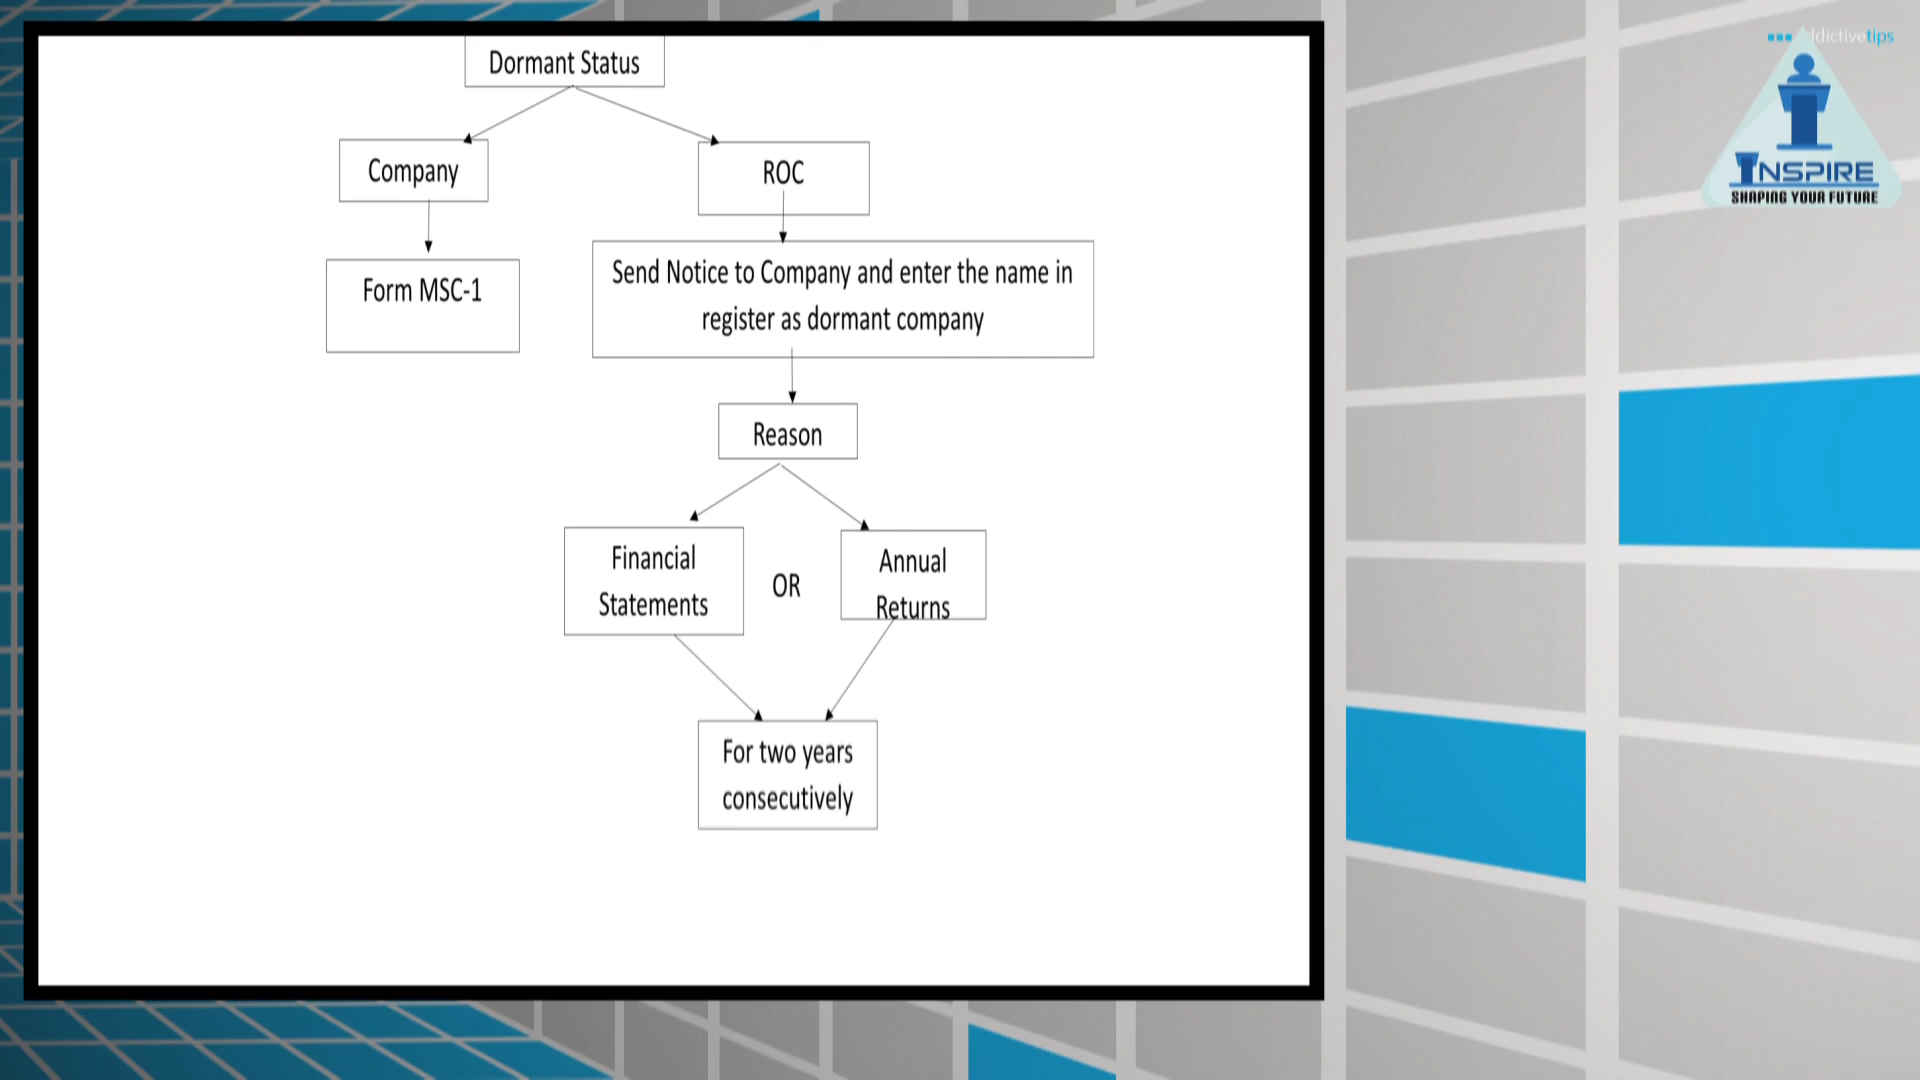 Dormant Status
Company
ROC
Form MSC-1
Send Notice to Company and enter the name in
register as dormant company
Reason
Financial
Statements
OR
Annual
Returns
For two years
consecutively
dictivetips
INSPIRE
SHAPING YOUR FUTURE